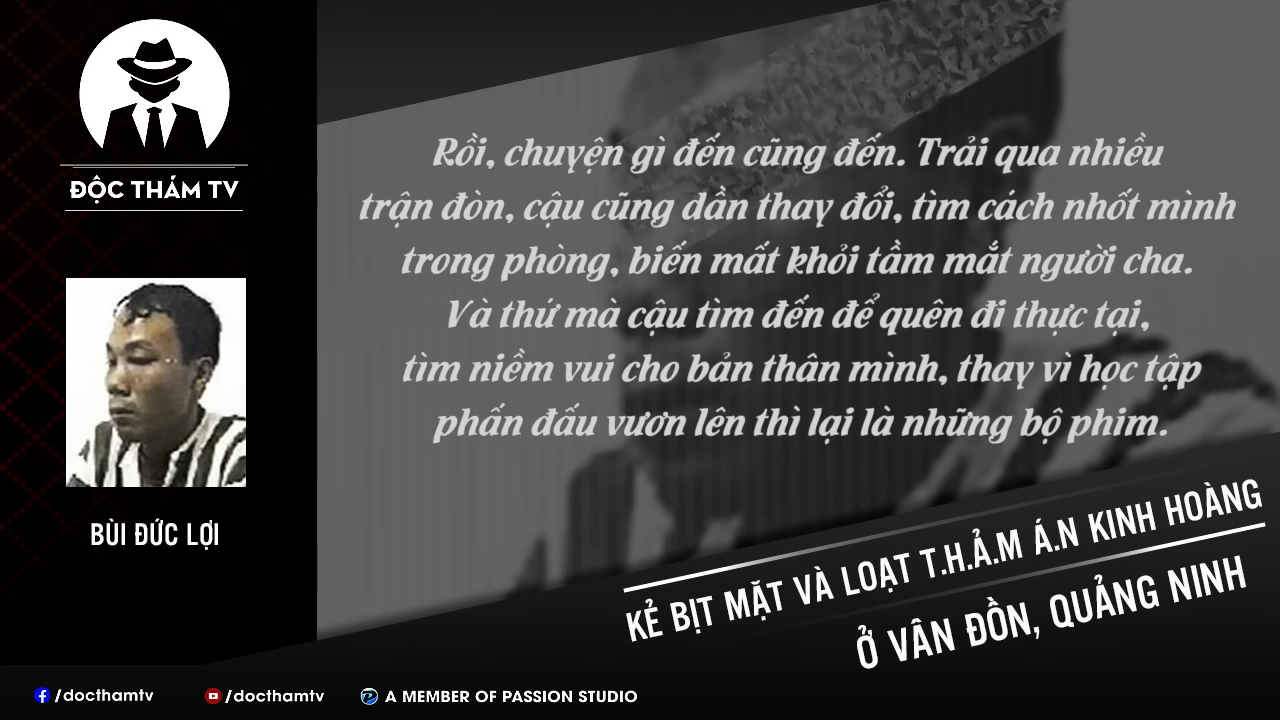 ĐỘC THÁM TV
BÙI ĐỨC LỢI
Rồi, chuyện gì đến cũng đến. Trải qua nhiều
trận đòn, cậu cũng dần thay đổi, tìm cách nhốt mình
trong phòng, biến mất khỏi tầm mắt người cha.
Và thứ mà cậu tìm đến để quên đi thực tại,
tìm niềm vui cho bản thân mình, thay vì học tập
phấn đấu vươn lên thì lại là những bộ phim.
KẺ BỊT MẶT VÀ LOẠT T.H.Ả.M Á.N KINH HOÀNG
Ở VÂN ĐỒN, QUẢNG NINH
/docthamtv
/docthamtv
A MEMBER OF PASSION STUDIO